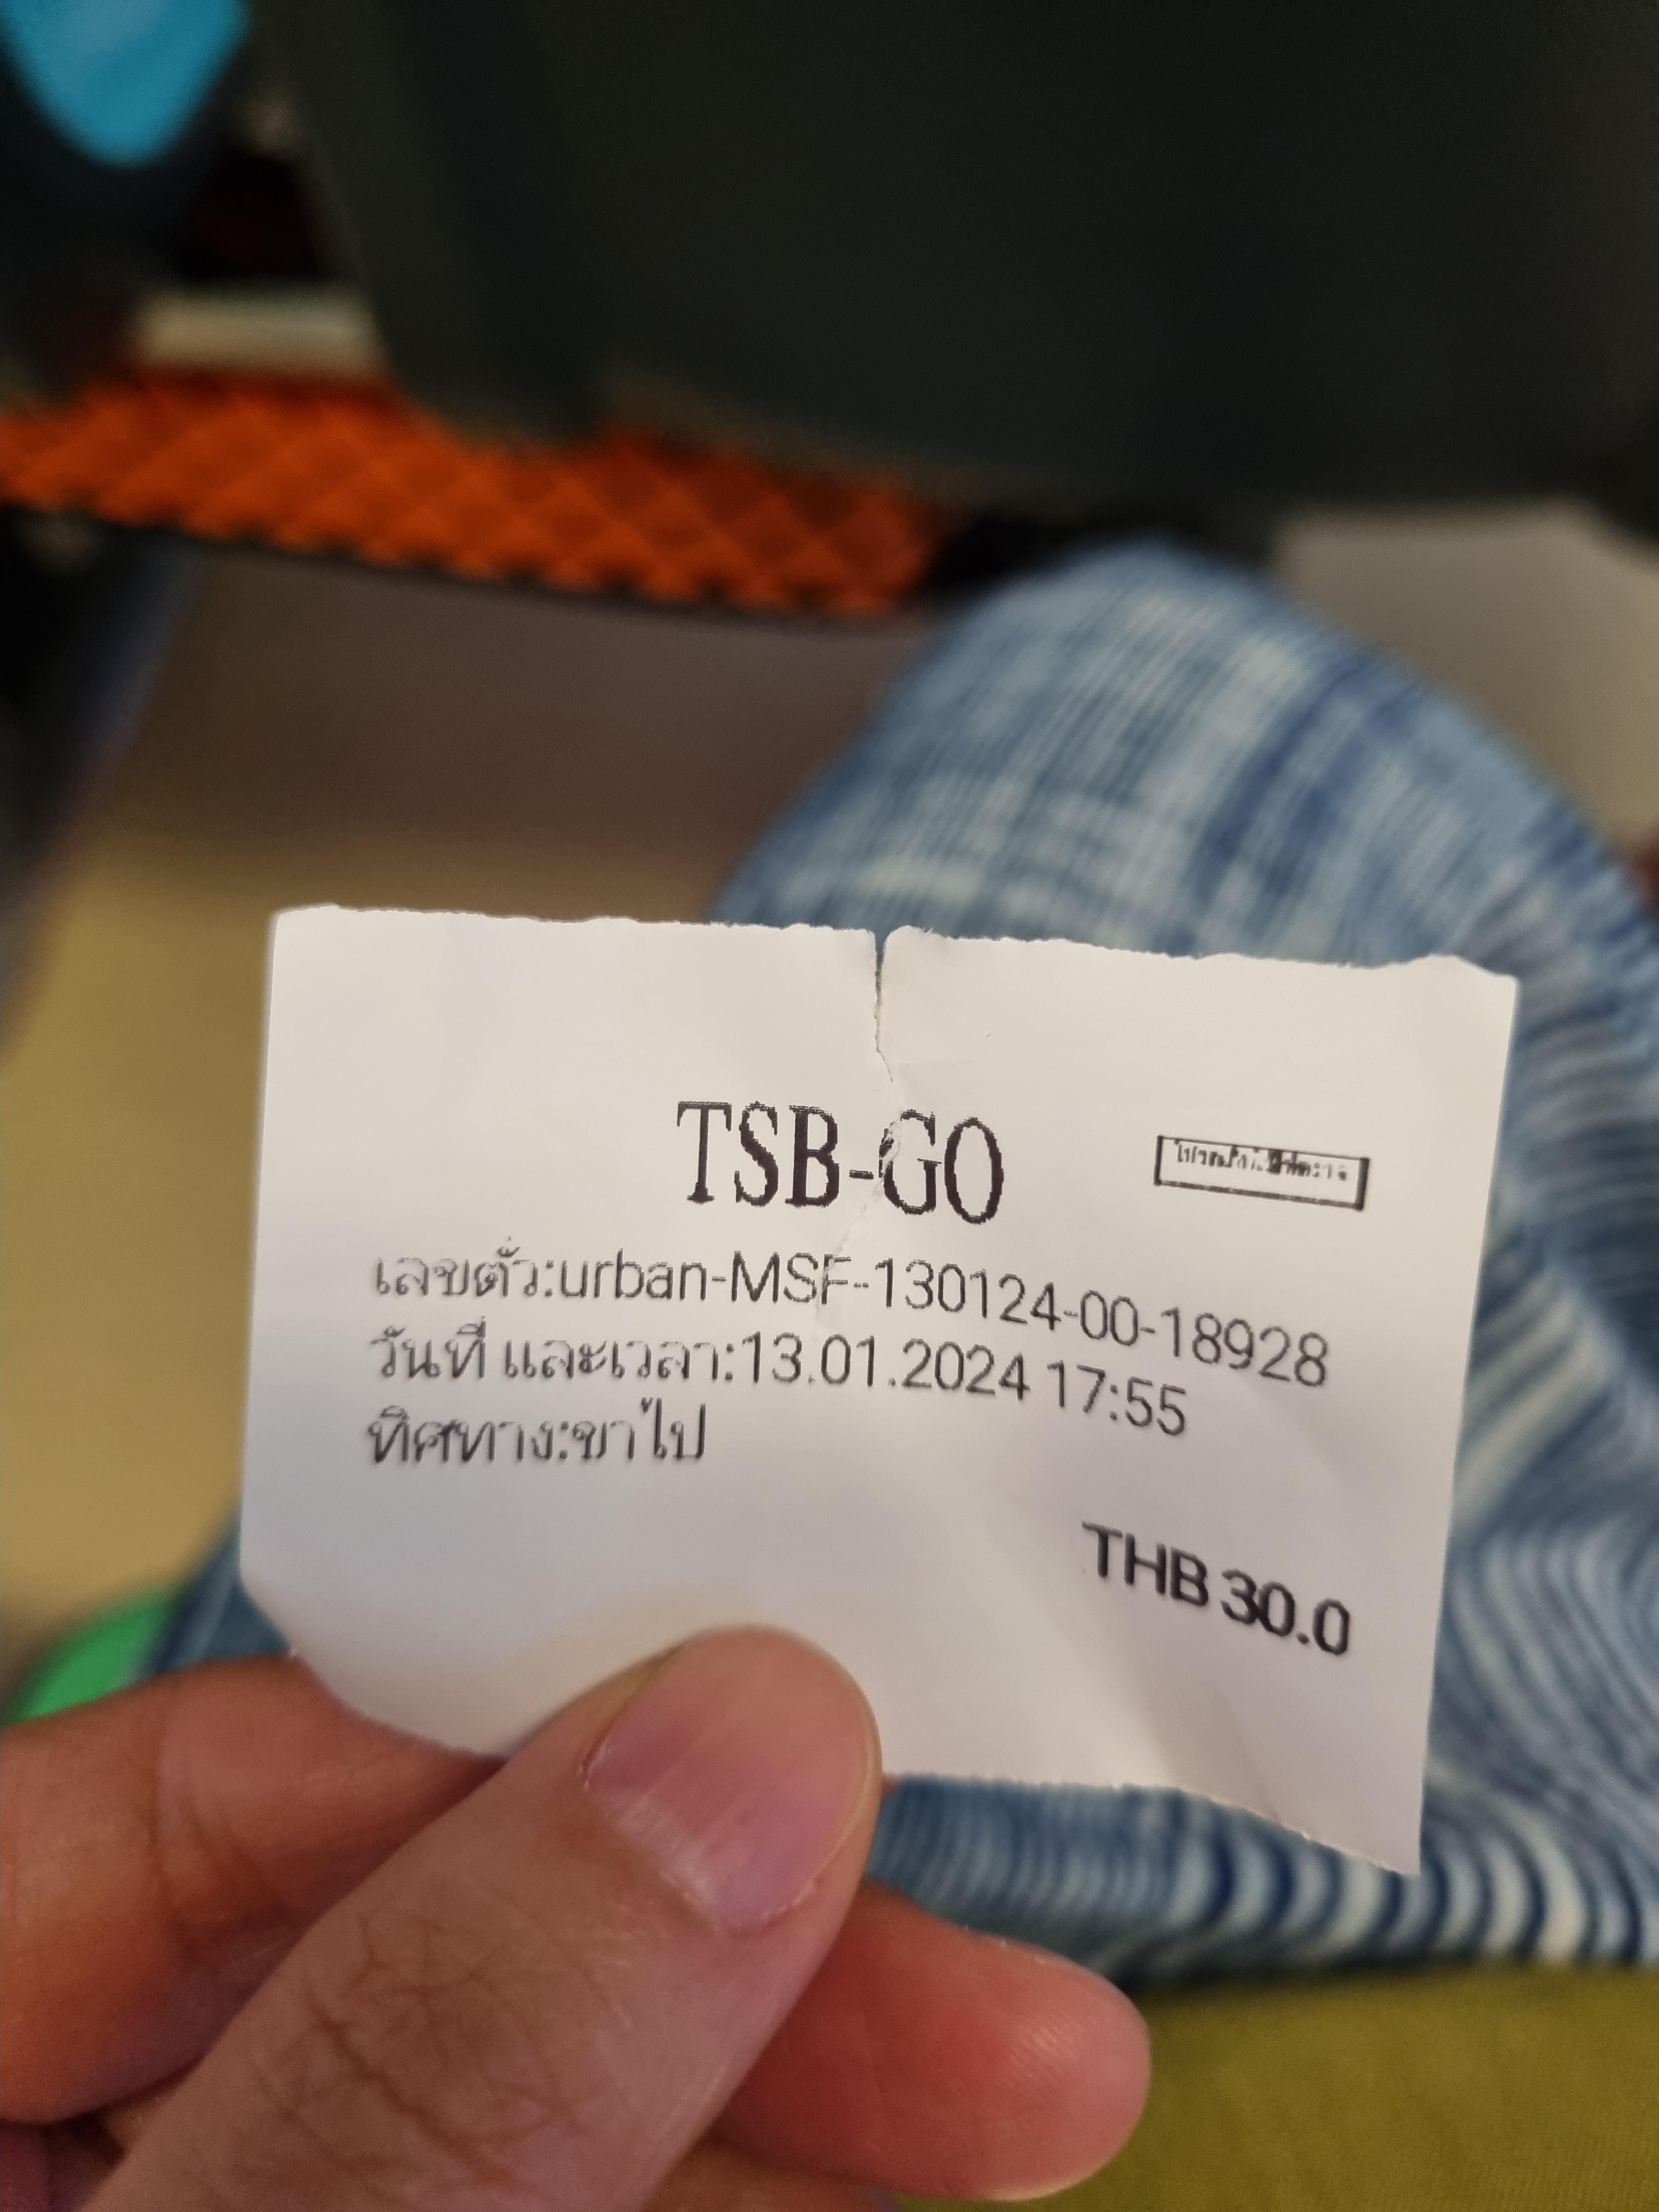 TSB-GO
เลขตั๋ว:urban-MSF-130124-00-18928
วันที่ และเวลา:13.01.2024 17:55
ทิศทาง:ขาไป
THB 30.0